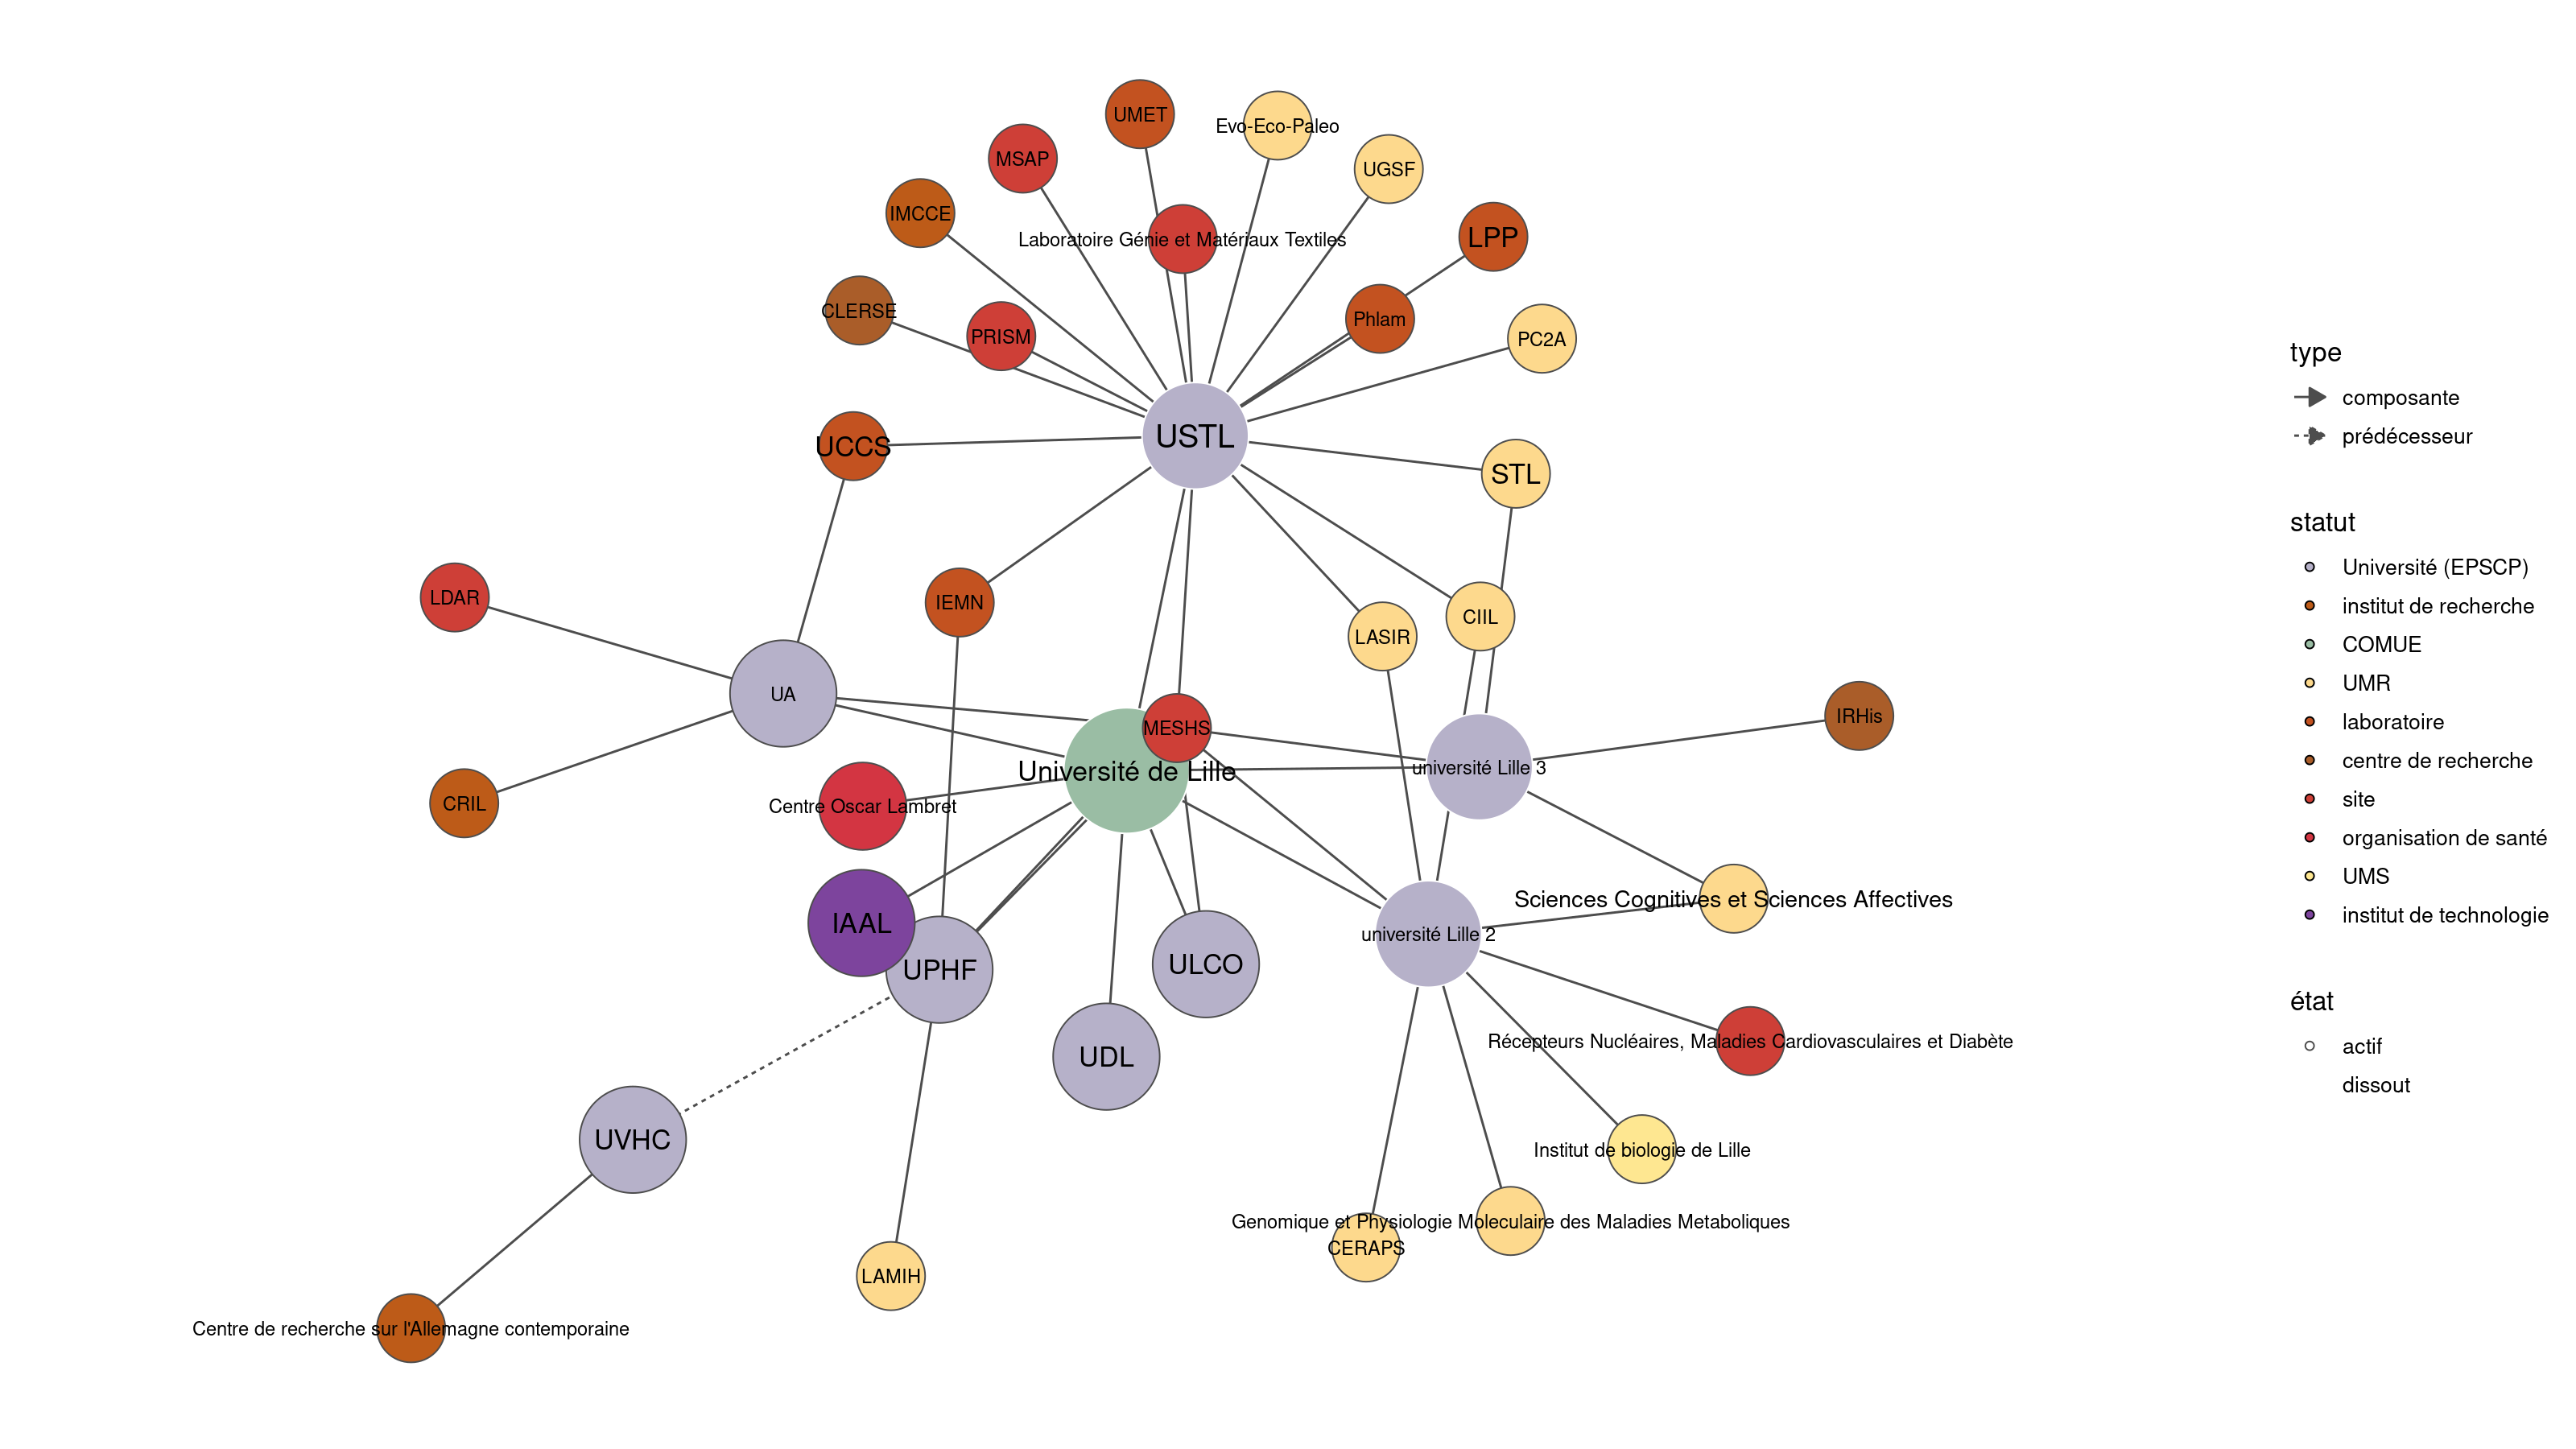 UMET
Evo-Eco-Paleo
MSAP
UGSF
IMCCE
LPP
Laboratoire Génie et Matériaux Textiles
CLERSE
Phlam
PRISM
PC2A
USTL
UCCS
STL
LDAR
IEMN
CIIL
LASIR
UA
IRHis
MESHS
Université de Lille
université Lille 3
CRIL
Centre Oscar Lambret
Sciences Cognitives et Sciences Affectives
IAAL
université Lille 2
UPHF
ULCO
Récepteurs Nucléaires, Maladies Cardiovasculaires et Diabète
UDL
UVHC
Institut de biologie de Lille
Genomique et Physiologie Moleculaire des Maladies Metaboliques
CERAPS
LAMIH
Centre de recherche sur l'Allemagne contemporaine
type
composante
prédécesseur
statut
Université (EPSCP)
institut de recherche
COMUE
UMR
laboratoire
centre de recherche
site
organisation de santé
UMS
institut de technologie
état
actif
dissout